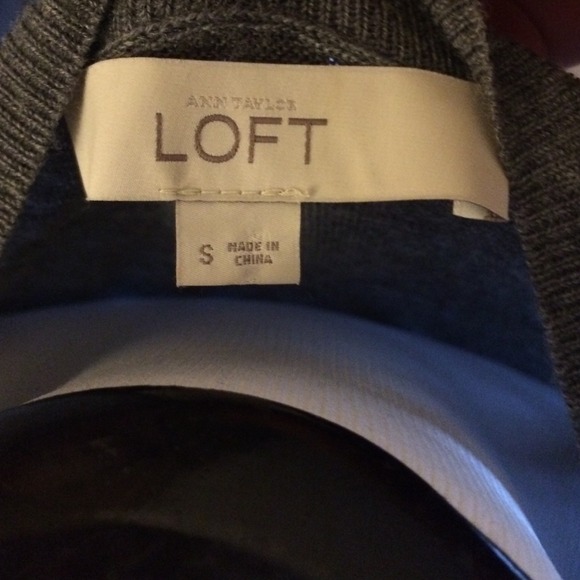 ANN TAYLOR
LOFT
S
MADE IN
CHINA